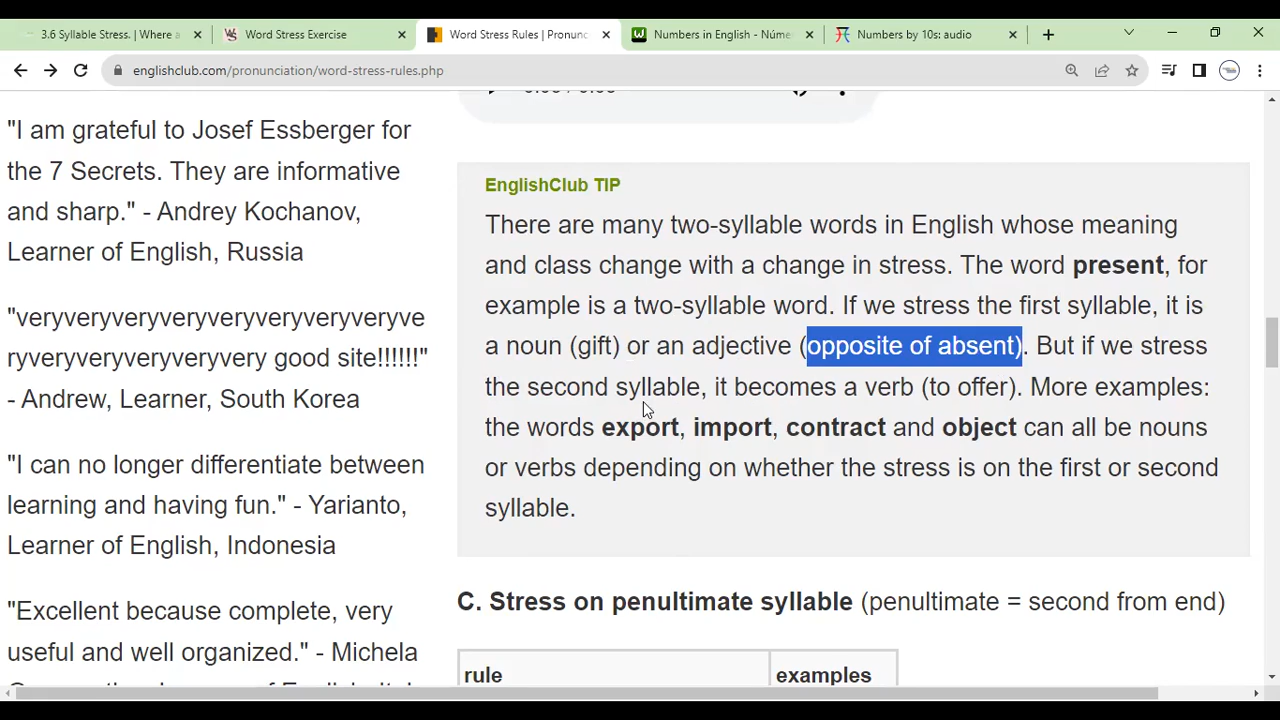 3.6 Syllable Stress. | Where a
Word Stress Exercise
Word Stress Rules | Pronunc
Numbers in English - Núme
Numbers by 10s: audio
englishclub.com/pronunciation/word-stress-rules.php
"I am grateful to Josef Essberger for
the 7 Secrets. They are informative
and sharp." - Andrey Kochanov,
Learner of English, Russia
"veryveryveryveryveryveryveryveryve
ryveryveryveryveryvery good site!!!!!!"
- Andrew, Learner, South Korea
"I can no longer differentiate between
learning and having fun." - Yarianto,
Learner of English, Indonesia
"Excellent because complete, very
useful and well organized." - Michela
EnglishClub TIP
There are many two-syllable words in English whose meaning
and class change with a change in stress. The word present, for
example is a two-syllable word. If we stress the first syllable, it is
a noun (gift) or an adjective (opposite of absent). But if we stress
the second syllable, it becomes a verb (to offer). More examples:
the words export, import, contract and object can all be nouns
or verbs depending on whether the stress is on the first or second
syllable.
C. Stress on penultimate syllable (penultimate = second from end)
rule
examples